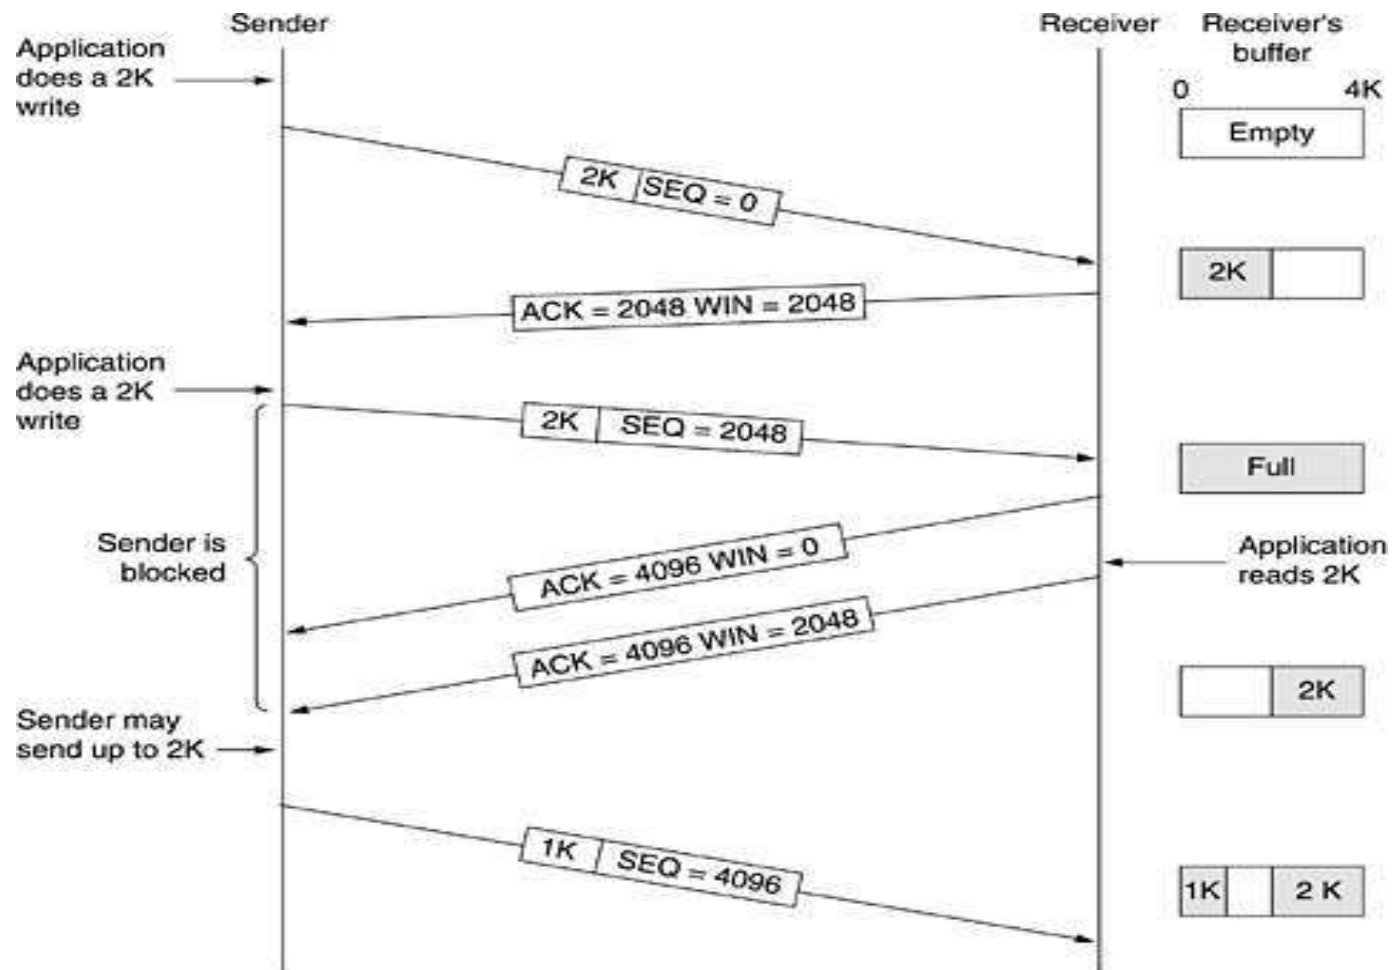 Sender
Receiver
Receiver's
buffer
Application
does a 2K
write
0 4K
Empty
2K SEQ = 0
2K
ACK = 2048 WIN = 2048
Application
does a 2K
write
2K SEQ = 2048
Full
Sender is
blocked
ACK = 4096 WIN = 0
Application
reads 2K
ACK = 4096 WIN = 2048
2K
Sender may
send up to 2K
1K SEQ = 4096
1K 2 K